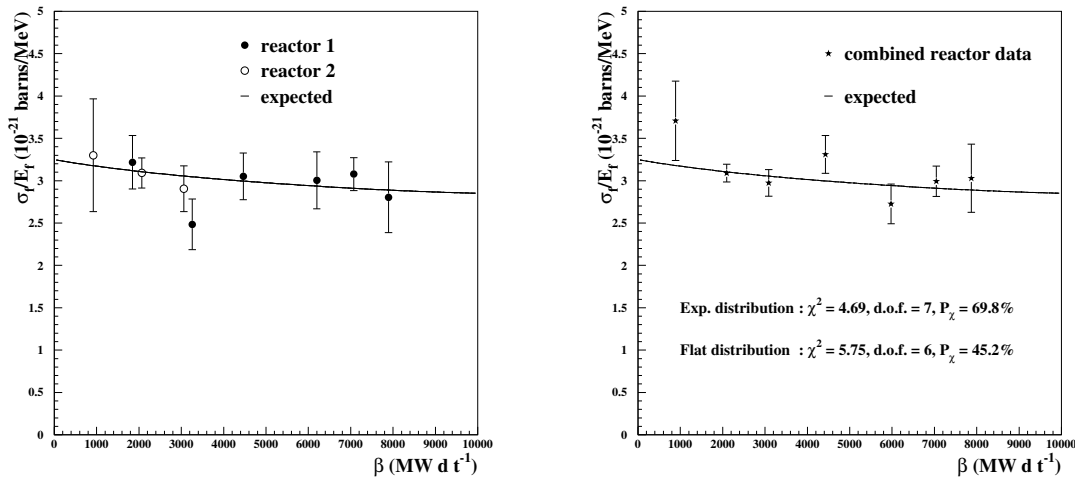 σf/Ef (10-21 barns/MeV)
5
4.5
4
3.5
3
2.5
2
1.5
1
0.5
0
● reactor 1
○ reactor 2
— expected
0 1000 2000 3000 4000 5000 6000 7000 8000 9000 10000
β (MW d t-1)
σf/Ef (10-21 barns/MeV)
5
4.5
4
3.5
3
2.5
2
1.5
1
0.5
0
★ combined reactor data
— expected
Exp. distribution : χ2 = 4.69, d.o.f. = 7, Pχ = 69.8%
Flat distribution : χ2 = 5.75, d.o.f. = 6, Pχ = 45.2%
0 1000 2000 3000 4000 5000 6000 7000 8000 9000 10000
β (MW d t-1)